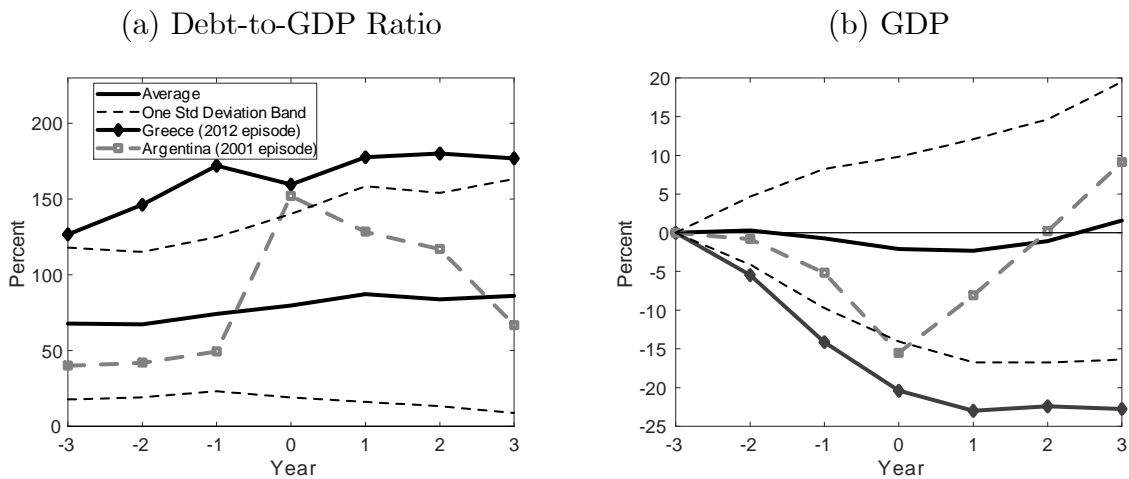 (a) Debt-to-GDP Ratio
Average
One Std Deviation Band
Greece (2012 episode)
Argentina (2001 episode)
200
150
100
50
0
Percent
-3 -2 -1 0 1 2 3
Year
(b) GDP
20
15
10
5
0
-5
-10
-15
-20
-25
Percent
-3 -2 -1 0 1 2 3
Year